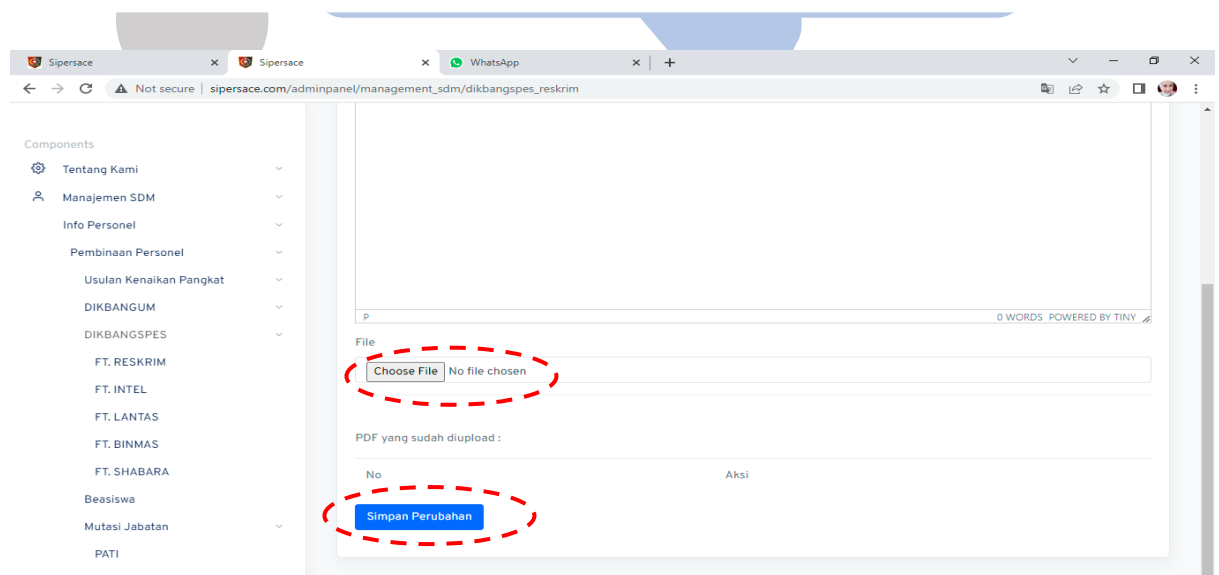 Sipersace
Sipersace
WhatsApp
Not secure | sipersace.com/adminpanel/management_sdm/dikbangspes_reskrim
Components
Tentang Kami
Manajemen SDM
Info Personel
Pembinaan Personel
Usulan Kenaikan Pangkat
DIKBANGUM
DIKBANGSPES
FT. RESKRIM
FT. INTEL
FT. LANTAS
FT. BINMAS
FT. SHABARA
Beasiswa
Mutasi Jabatan
PATI
P 0 WORDS POWERED BY TINY
File
Choose File No file chosen
PDF yang sudah diupload :
No Aksi
Simpan Perubahan